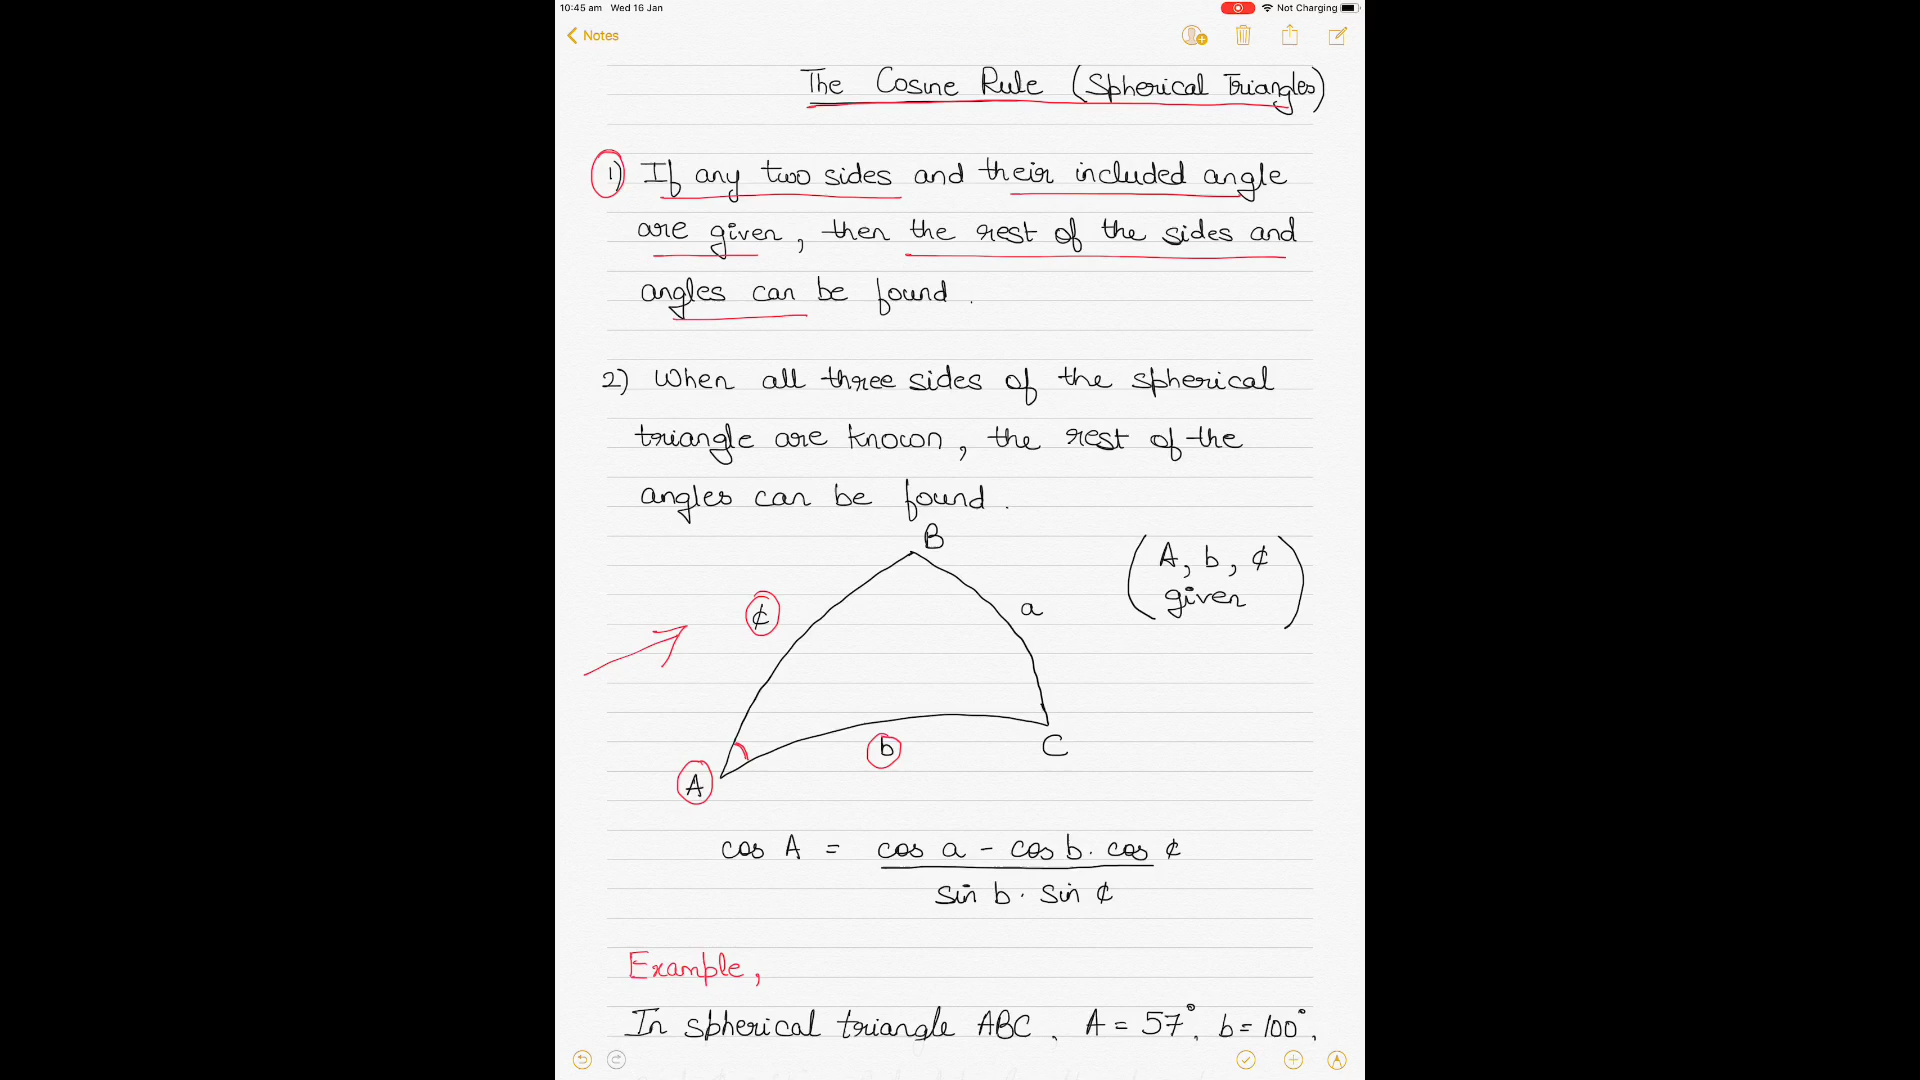 10:45 am Wed 16 Jan
Not Charging
Notes
The Cosine Rule (Spherical Triangles)
1) If any two sides and their included angle
are given, then the rest of the sides and
angles can be found.
2) When all three sides of the spherical
triangle are known, the rest of the
angles can be found.
B
(A, b, ¢
given)
¢
a
b
C
A
cos A = cos a - cos b. cos ¢
sin b. sin ¢
Example,
In spherical triangle ABC, A = 57°, b = 100°,